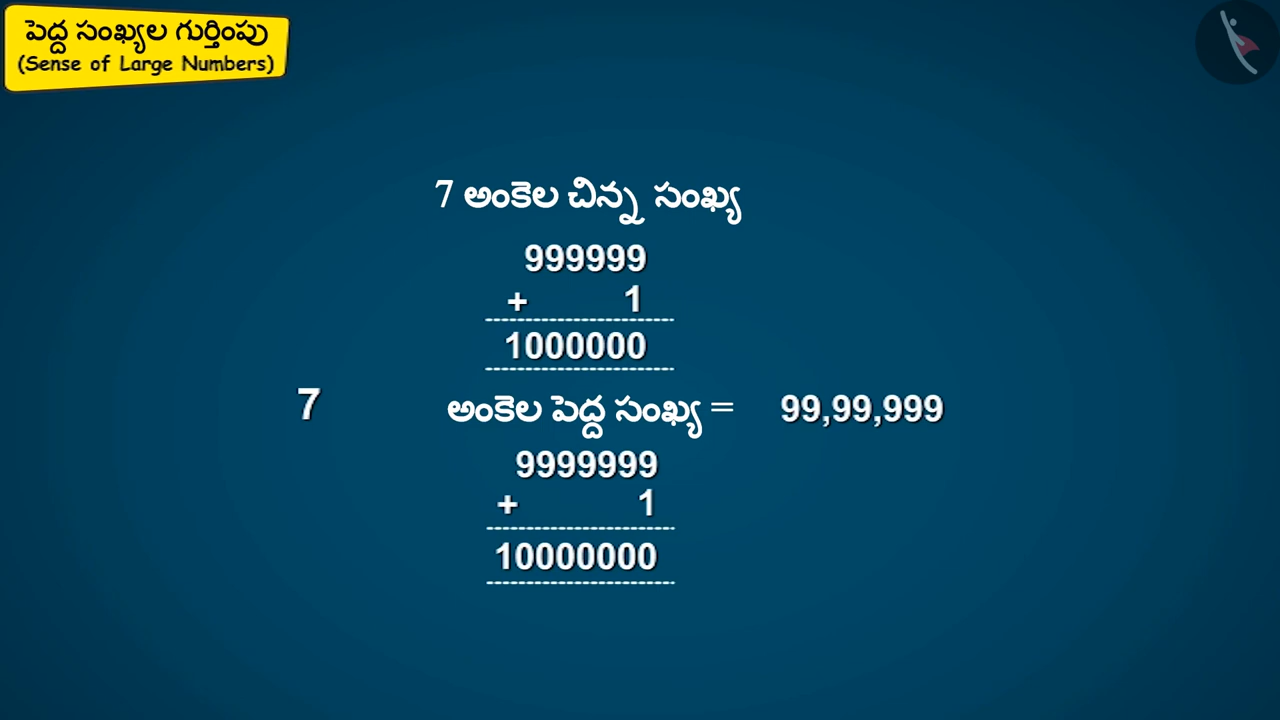 పెద్ద సంఖ్యల గుర్తింపు
(Sense of Large Numbers)
7 అంకెల చిన్న సంఖ్య
999999
+ 1
1000000
7 అంకెల పెద్ద సంఖ్య = 99,99,999
9999999
+ 1
10000000